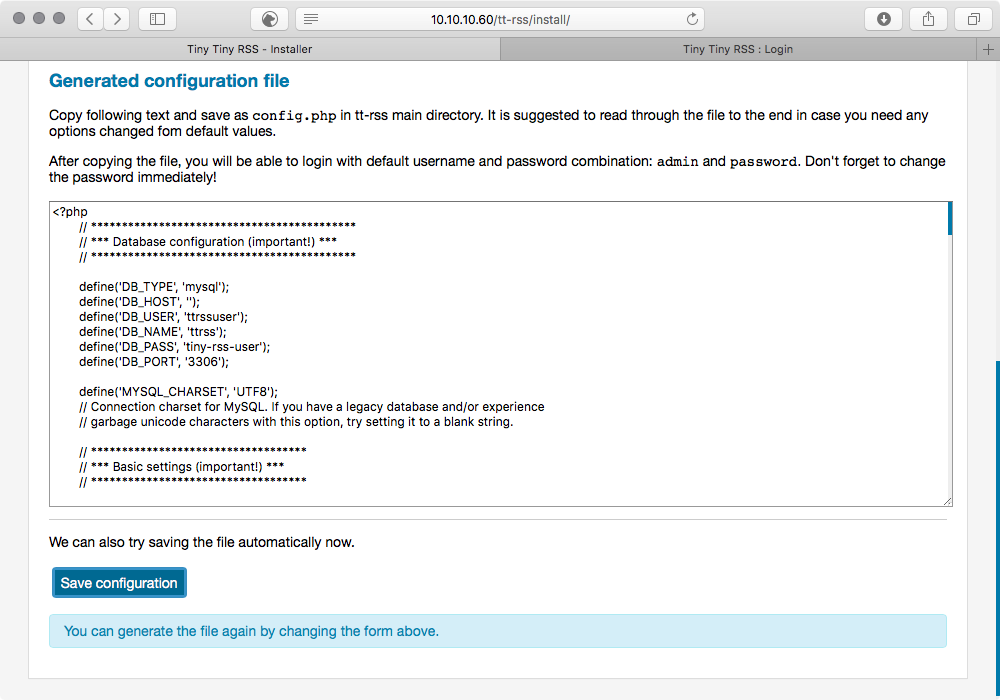 10.10.10.60/tt-rss/install/
Tiny Tiny RSS - Installer
Tiny Tiny RSS : Login
Generated configuration file
Copy following text and save as config.php in tt-rss main directory. It is suggested to read through the file to the end in case you need any
options changed fom default values.
After copying the file, you will be able to login with default username and password combination: admin and password. Don't forget to change
the password immediately!
<?php
// ********************************************
// *** Database configuration (important!) ***
// ********************************************
define('DB_TYPE', 'mysql');
define('DB_HOST', '');
define('DB_USER', 'ttrssuser');
define('DB_NAME', 'ttrss');
define('DB_PASS', 'tiny-rss-user');
define('DB_PORT', '3306');
define('MYSQL_CHARSET', 'UTF8');
// Connection charset for MySQL. If you have a legacy database and/or experience
// garbage unicode characters with this option, try setting it to a blank string.
// ************************************
// *** Basic settings (important!) ***
// ************************************
We can also try saving the file automatically now.
Save configuration
You can generate the file again by changing the form above.